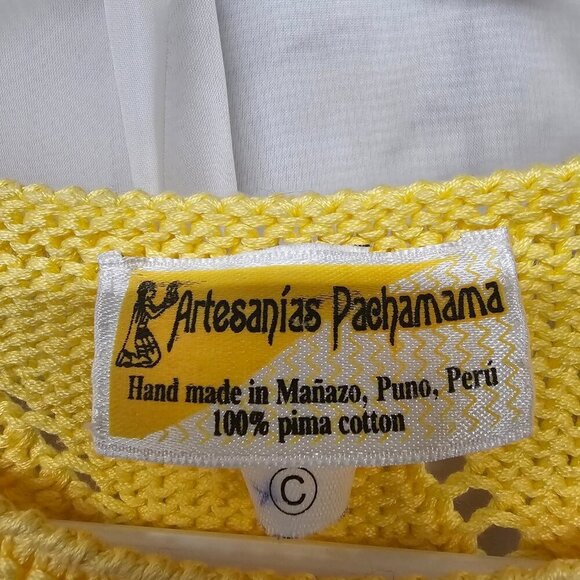 Artesanías Pachamama
Hand made in Mañazo, Puno, Perú
100% pima cotton
©